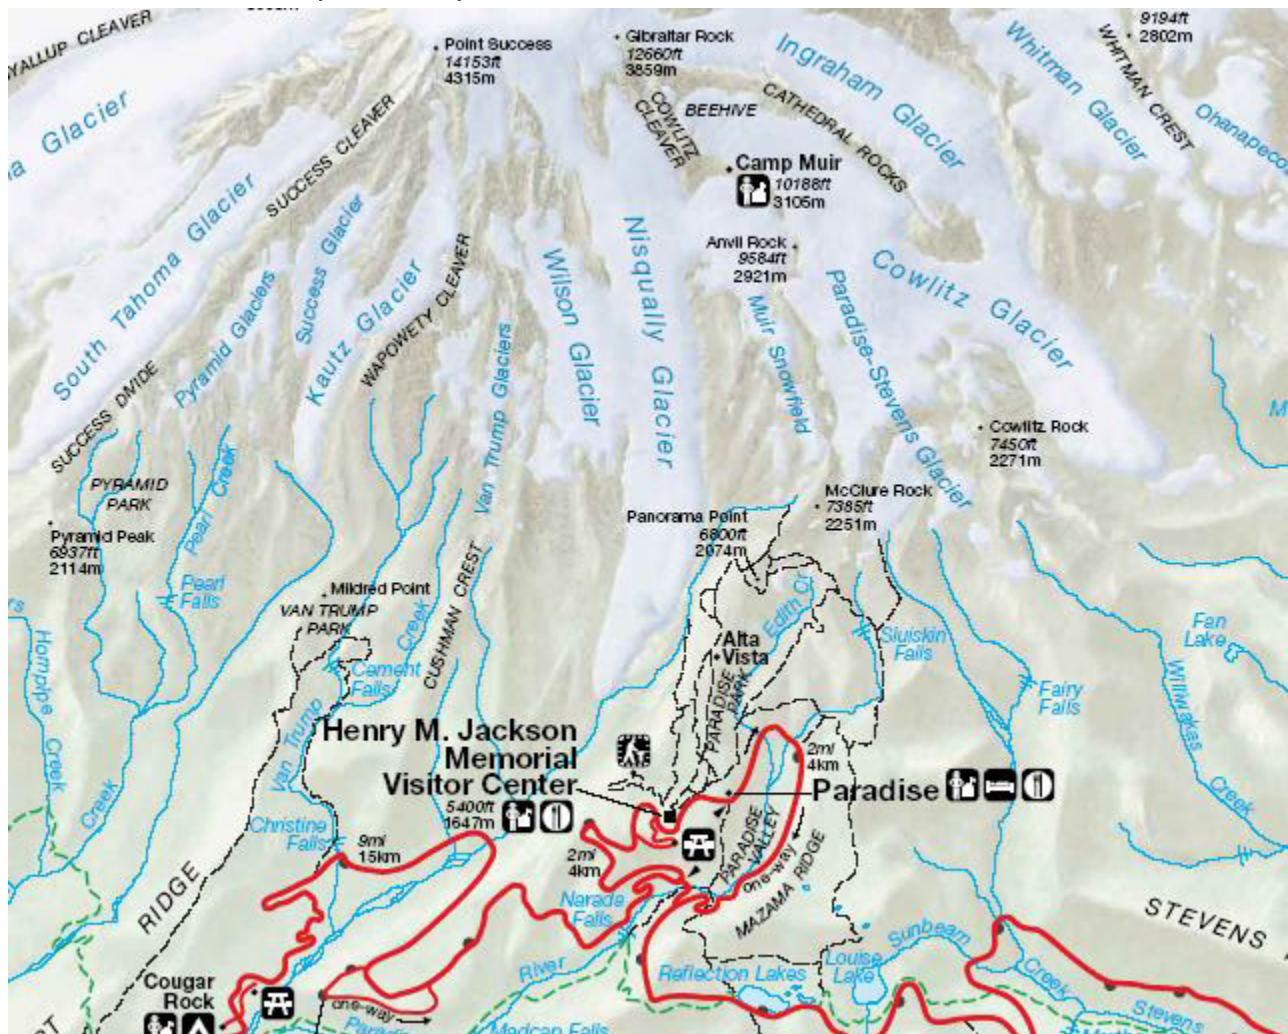 YALLUP CLEAVER
Point Success
14153ft
4315m
Gibraltar Rock
12660ft
3859m
Ingraham Glacier
Whitman Glacier
9194ft
2802m
WHITMAN CREST
Ohanapeco
a Glacier
SUCCESS CLEAVER
COWLITZ
CLEAVER
BEEHIVE
CATHEDRAL ROCKS
Camp Muir
10188ft
3105m
South Tahoma Glacier
Success Glacier
Pyramid Glaciers
Kautz Glacier
WAPOWETY CLEAVER
Wilson Glacier
Nisqually Glacier
Anvil Rock
9584ft
2921m
Muir Snowfield
Paradise-Stevens Glacier
Cowlitz Glacier
SUCCESS DIVIDE
Van Trump Glaciers
Cowlitz Rock
7450ft
2271m
M
PYRAMID
PARK
Pearl Creek
Pyramid Peak
6937ft
2114m
McClure Rock
7385ft
2251m
Panorama Point
6800ft
2074m
Pearl
Falls
Mildred Point
VAN TRUMP
PARK
Creek
CUSHMAN CREST
Edith Cr
Alta
Vista
Sluiskin
Falls
Fan
Lake
rs
Hornpipe Creek
Cement
Falls
PARADISE
PARK
Fairy
Falls
Williwakas
Creek
Van Trump
Henry M. Jackson
Memorial
Visitor Center
5400ft
1647m
2mi
4km
Paradise
Creek
Christine
Falls
9mi
15km
2mi
4km
PARADISE
VALLEY
one-way
MAZAMA RIDGE
RIDGE
Narada
Falls
STEVENS
Sunbeam
Creek
Louise
Lake
Reflection Lakes
River
Stevens
Cougar
Rock
one-way
Paradi
Madcap Falls
RT